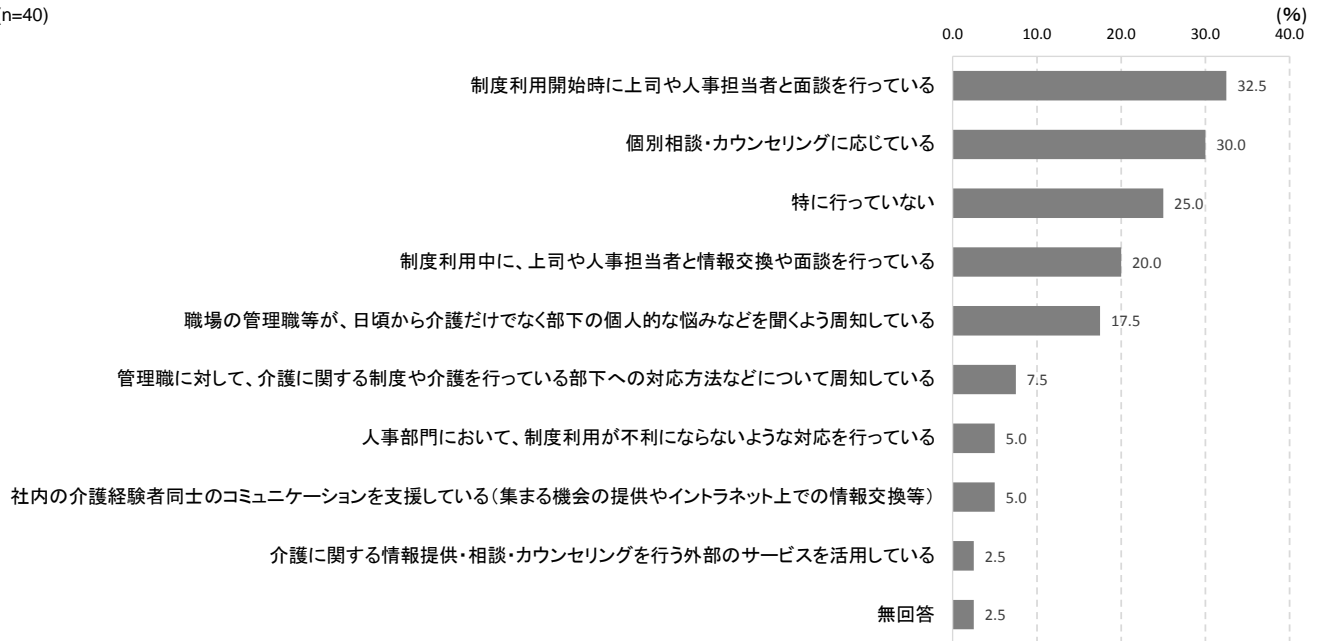 n=40)
(%)
0.0 10.0 20.0 30.0 40.0
制度利用開始時に上司や人事担当者と面談を行っている 32.5
個別相談・カウンセリングに応じている 30.0
特に行っていない 25.0
制度利用中に、上司や人事担当者と情報交換や面談を行っている 20.0
職場の管理職等が、日頃から介護だけでなく部下の個人的な悩みなどを聞くよう周知している 17.5
管理職に対して、介護に関する制度や介護を行っている部下への対応方法などについて周知している 7.5
人事部門において、制度利用が不利にならないような対応を行っている 5.0
社内の介護経験者同士のコミュニケーションを支援している(集まる機会の提供やイントラネット上での情報交換等) 5.0
介護に関する情報提供・相談・カウンセリングを行う外部のサービスを活用している 2.5
無回答 2.5